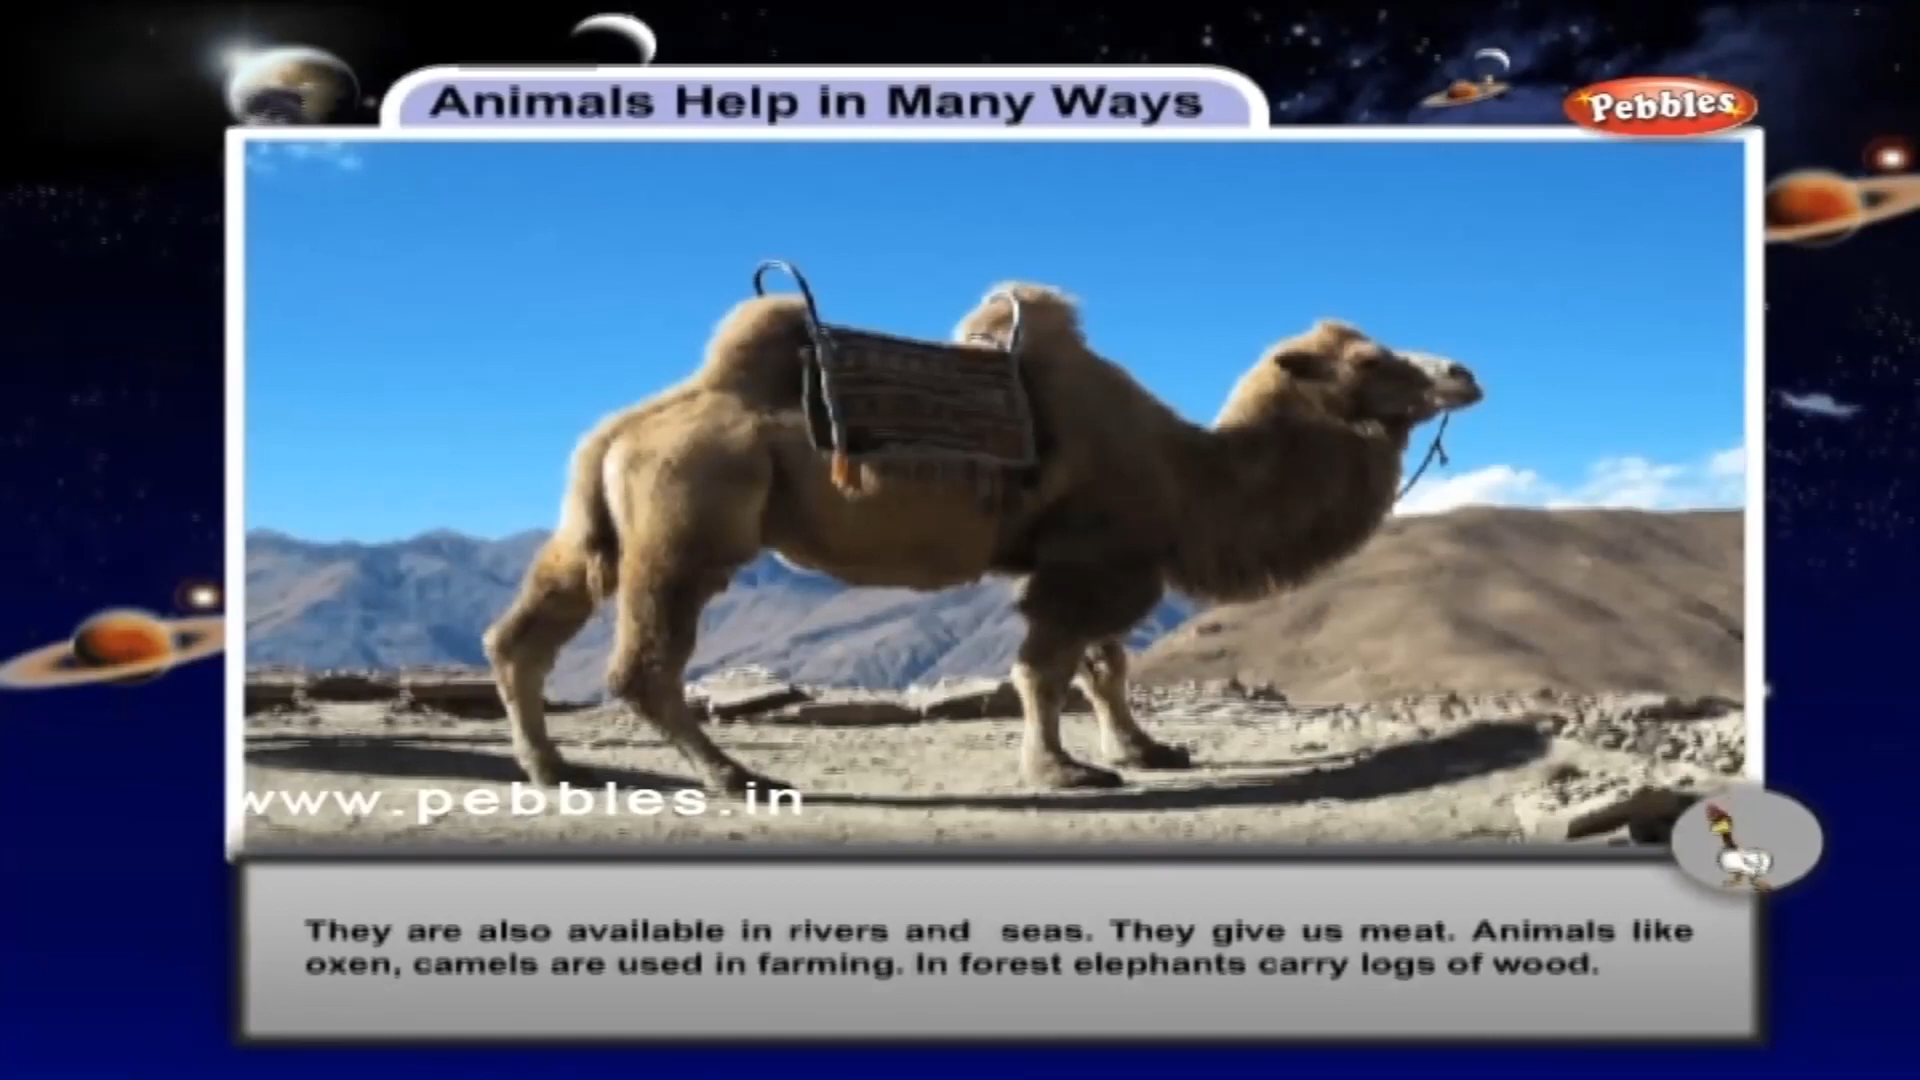 Animals Help in Many Ways
Pebbles
www.pebbles.in
They are also available in rivers and seas. They give us meat. Animals like
oxen, camels are used in farming. In forest elephants carry logs of wood.